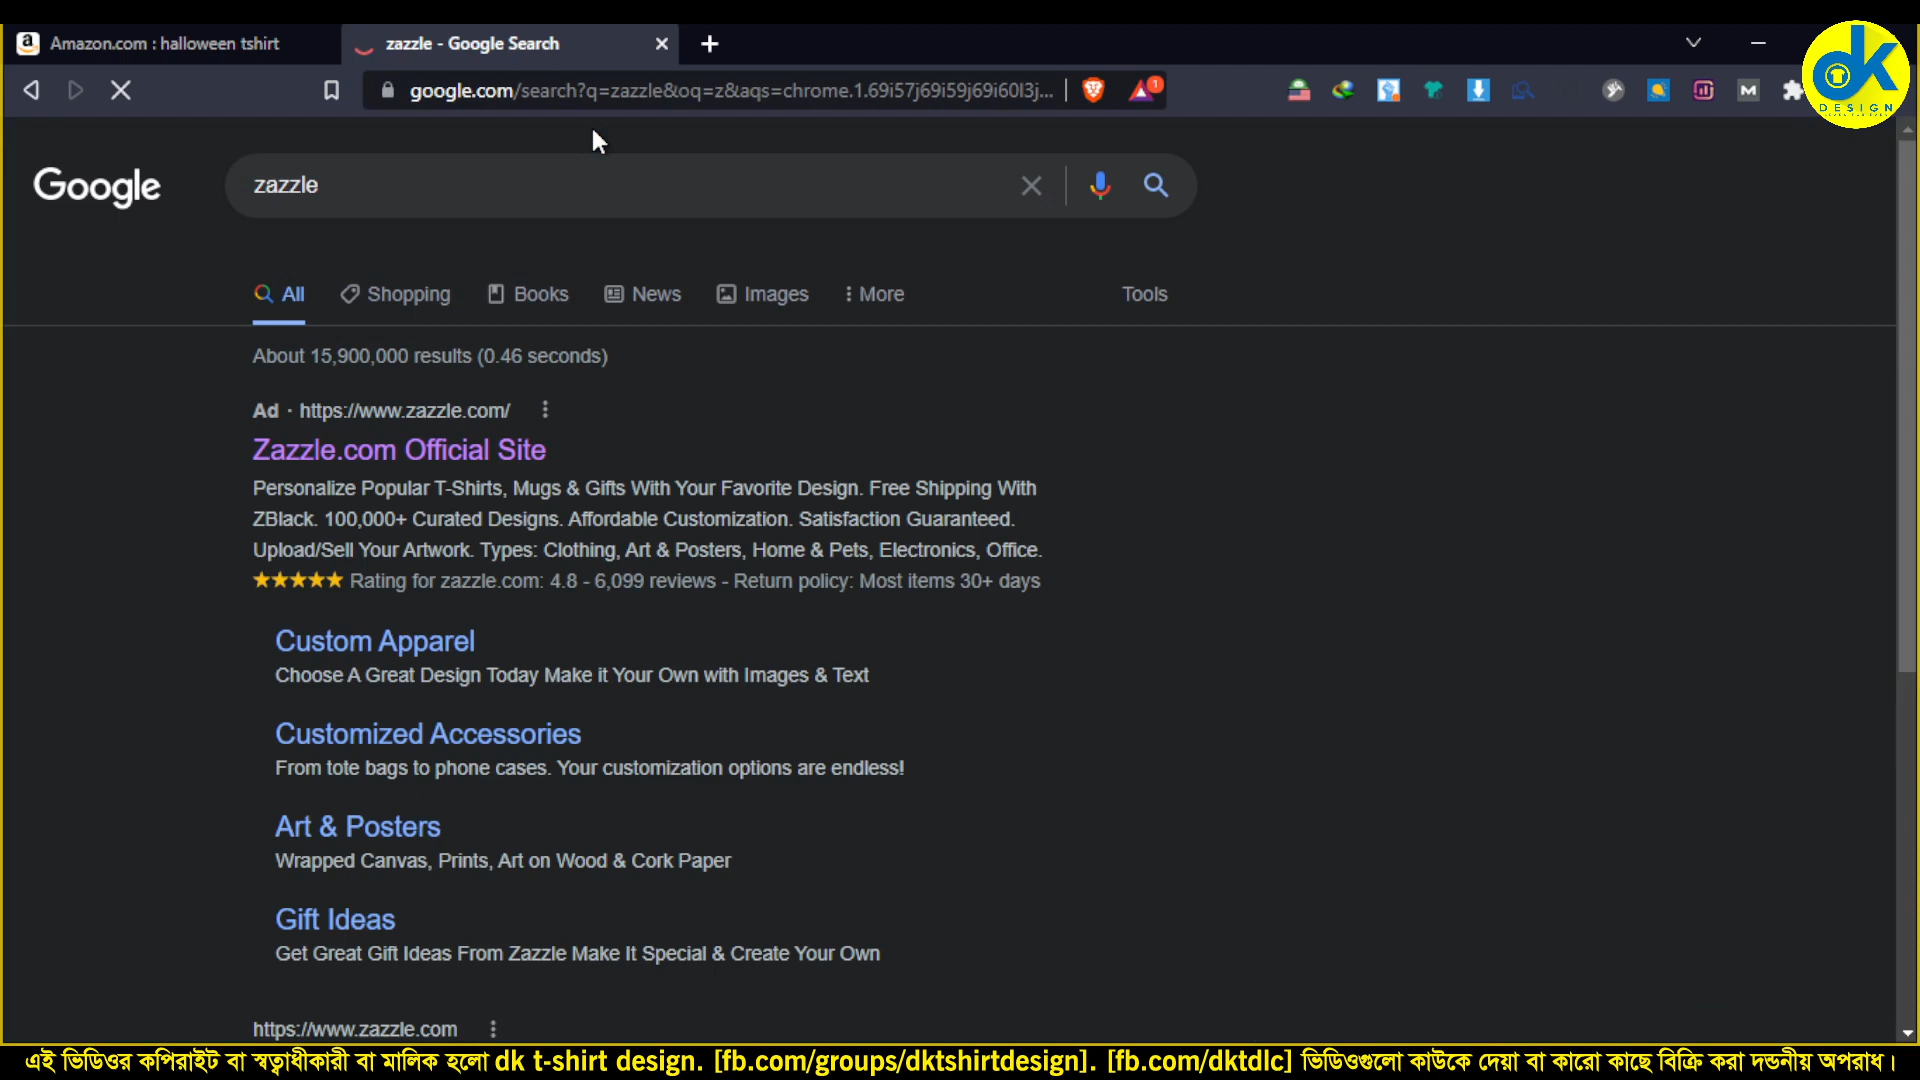 Amazon.com : halloween tshirt
zazzle - Google Search
google.com/search?q=zazzle&oq=z&aqs=chrome.1.69i57j69i59j69i60l3j...
1
dk
DESIGN
Google
zazzle
All
Shopping
Books
News
Images
More
Tools
About 15,900,000 results (0.46 seconds)
Ad · https://www.zazzle.com/
Zazzle.com Official Site
Personalize Popular T-Shirts, Mugs & Gifts With Your Favorite Design. Free Shipping With
ZBlack. 100,000+ Curated Designs. Affordable Customization. Satisfaction Guaranteed.
Upload/Sell Your Artwork. Types: Clothing, Art & Posters, Home & Pets, Electronics, Office.
★★★★★ Rating for zazzle.com: 4.8 - 6,099 reviews - Return policy: Most items 30+ days
Custom Apparel
Choose A Great Design Today Make it Your Own with Images & Text
Customized Accessories
From tote bags to phone cases. Your customization options are endless!
Art & Posters
Wrapped Canvas, Prints, Art on Wood & Cork Paper
Gift Ideas
Get Great Gift Ideas From Zazzle Make It Special & Create Your Own
https://www.zazzle.com
এই ভিডিওর কপিরাইট বা স্বত্বাধীকারী বা মালিক হলো dk t-shirt design. [fb.com/groups/dktshirtdesign]. [fb.com/dktdlc] ভিডিওগুলো কাউকে দেয়া বা কারো কাছে বিক্রি করা দন্ডনীয় অপরাধ।